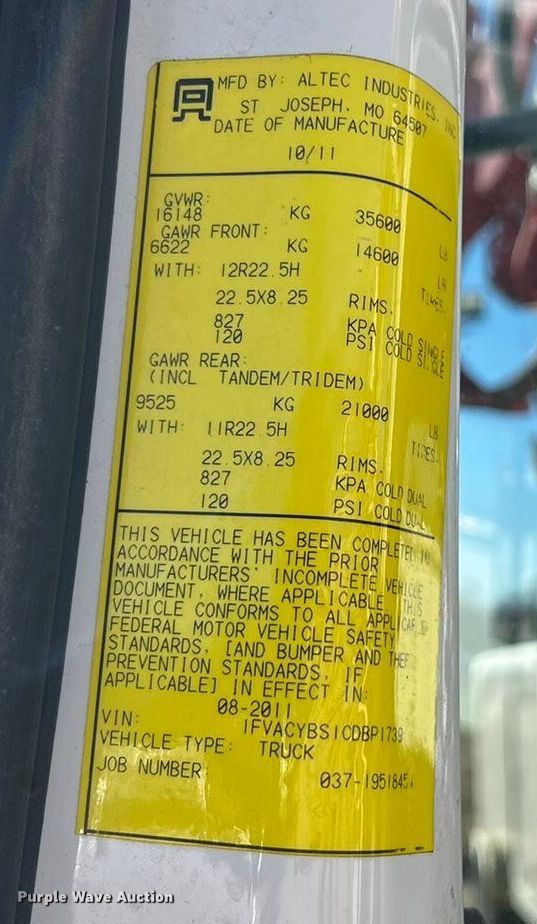 MFD BY: ALTEC INDUSTRIES, INC
ST. JOSEPH, MO 64507
DATE OF MANUFACTURE
10/11
GVWR:
16148 KG 35600 LB
GAWR FRONT:
6622 KG 14600 LB
WITH: 12R22.5H TIRES,
22.5X8.25 RIMS,
827 KPA COLD SINGLE
120 PSI COLD SINGLE
GAWR REAR:
(INCL TANDEM/TRIDEM)
9525 KG 21000 LB
WITH: 11R22.5H TIRES,
22.5X8.25 RIMS,
827 KPA COLD DUAL
120 PSI COLD DUAL
THIS VEHICLE HAS BEEN COMPLETED IN
ACCORDANCE WITH THE PRIOR
MANUFACTURERS' INCOMPLETE VEHICLE
DOCUMENT, WHERE APPLICABLE. THIS
VEHICLE CONFORMS TO ALL APPLICABLE
FEDERAL MOTOR VEHICLE SAFETY
STANDARDS, [AND BUMPER AND THEFT
PREVENTION STANDARDS, IF
APPLICABLE] IN EFFECT IN:
08-2011
VIN: 1FVACYBS1CDBP1739
VEHICLE TYPE: TRUCK
JOB NUMBER:
Purple Wave Auction